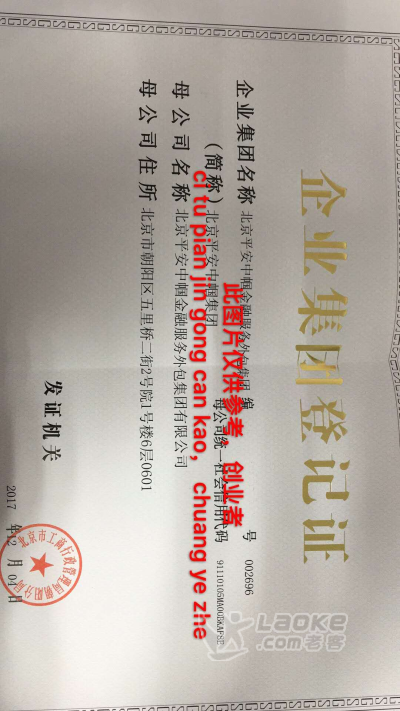 企业集团登记证
编 号 002696
企业集团名称 北京平安中帼金融服务外包集团
（简称） 北京平安中帼集团
母公司统一社会信用代码
母公司名称 北京平安中帼金融服务外包集团有限公司
母公司住所 北京市朝阳区五里桥二街2号院1号楼6层0601
发证机关
2017 年12 月 04 日
此图片仅供参考，创业者
ci tu pian jin gong can kao, chuang ye zhe
LAOKE
.com老客